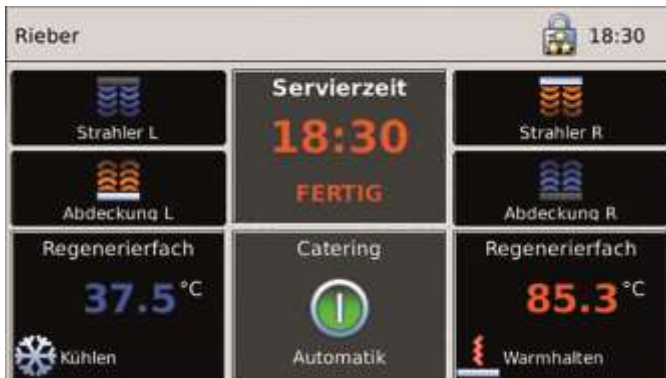 Rieber
18:30
Strahler L
Servierzeit
18:30
FERTIG
Strahler R
Abdeckung L
Abdeckung R
Regenerierfach
37.5°C
Kühlen
Catering
Automatik
Regenerierfach
85.3°C
Warmhalten